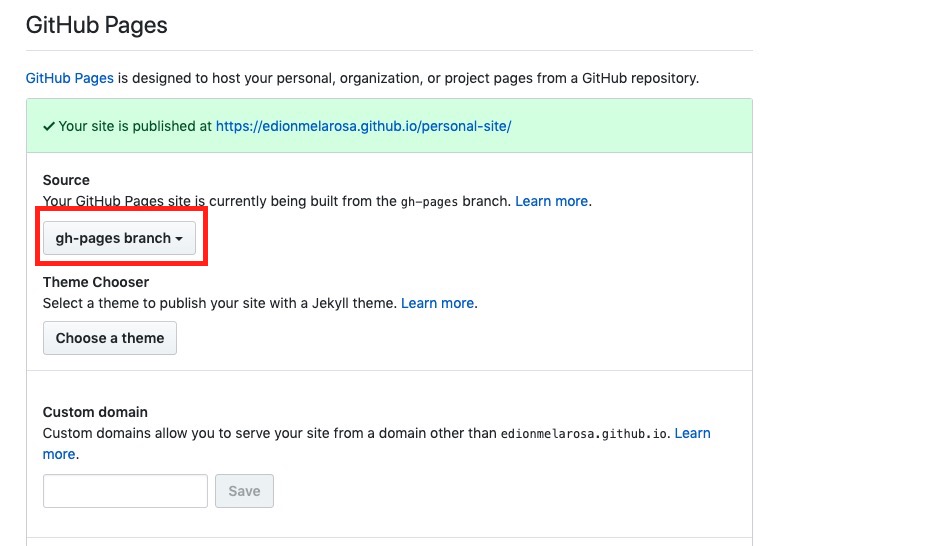 GitHub Pages
GitHub Pages is designed to host your personal, organization, or project pages from a GitHub repository.
Your site is published at https://edionmelarosa.github.io/personal-site/
Source
Your GitHub Pages site is currently being built from the gh-pages branch. Learn more.
gh-pages branch
Theme Chooser
Select a theme to publish your site with a Jekyll theme. Learn more.
Choose a theme
Custom domain
Custom domains allow you to serve your site from a domain other than edionmelarosa.github.io. Learn
more.
Save